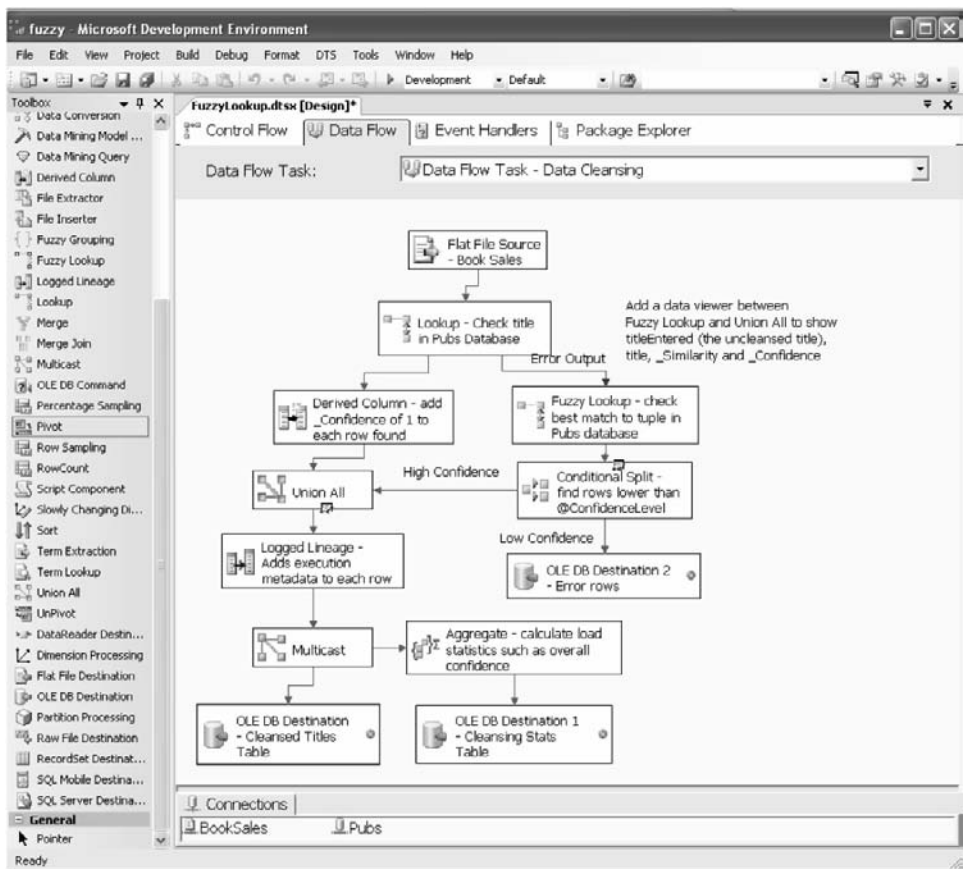 fuzzy - Microsoft Development Environment
File Edit View Project Build Debug Format DTS Tools Window Help
Development Default
Toolbox
Data Conversion
Data Mining Model ...
Data Mining Query
Derived Column
File Extractor
File Inserter
Fuzzy Grouping
Fuzzy Lookup
Logged Lineage
Lookup
Merge
Merge Join
Multicast
OLE DB Command
Percentage Sampling
Pivot
Row Sampling
RowCount
Script Component
Slowly Changing Di...
Sort
Term Extraction
Term Lookup
Union All
UnPivot
DataReader Destin...
Dimension Processing
Flat File Destination
OLE DB Destination
Partition Processing
Raw File Destination
RecordSet Destinat...
SQL Mobile Destina...
SQL Server Destina...
General
Pointer
FuzzyLookup.dtsx [Design]*
Control Flow Data Flow Event Handlers Package Explorer
Data Flow Task: Data Flow Task - Data Cleansing
Flat File Source
- Book Sales
Lookup - Check title
in Pubs Database
Add a data viewer between
Fuzzy Lookup and Union All to show
titleEntered (the uncleansed title),
title, _Similarity and _Confidence
Error Output
Derived Column - add
_Confidence of 1 to
each row found
Fuzzy Lookup - check
best match to tuple in
Pubs database
High Confidence
Union All
Conditional Split -
find rows lower than
@ConfidenceLevel
Low Confidence
Logged Lineage -
Adds execution
metadata to each row
OLE DB Destination 2
- Error rows
Multicast
Aggregate - calculate load
statistics such as overall
confidence
OLE DB Destination
- Cleansed Titles
Table
OLE DB Destination 1
- Cleansing Stats
Table
Connections
BookSales Pubs
Ready